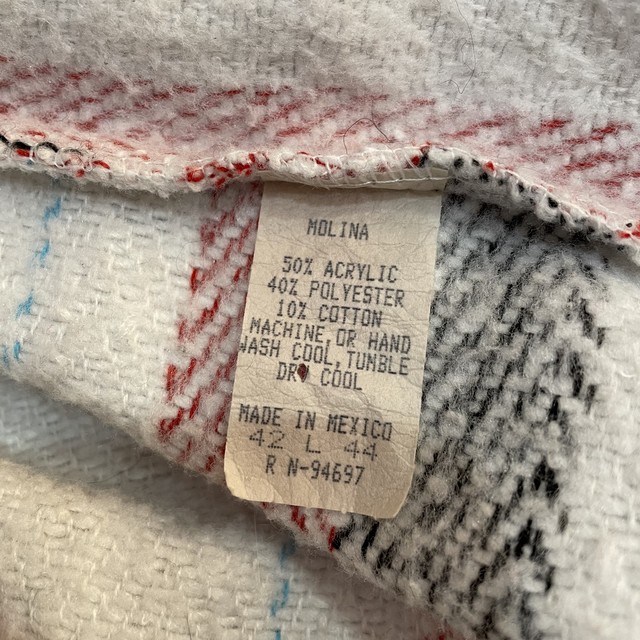 MOLINA
50% ACRYLIC
40% POLYESTER
10% COTTON
MACHINE, OR HAND
WASH COOL, TUMBLE
DRY COOL
MADE IN MEXICO
42 L 44
R N-94697